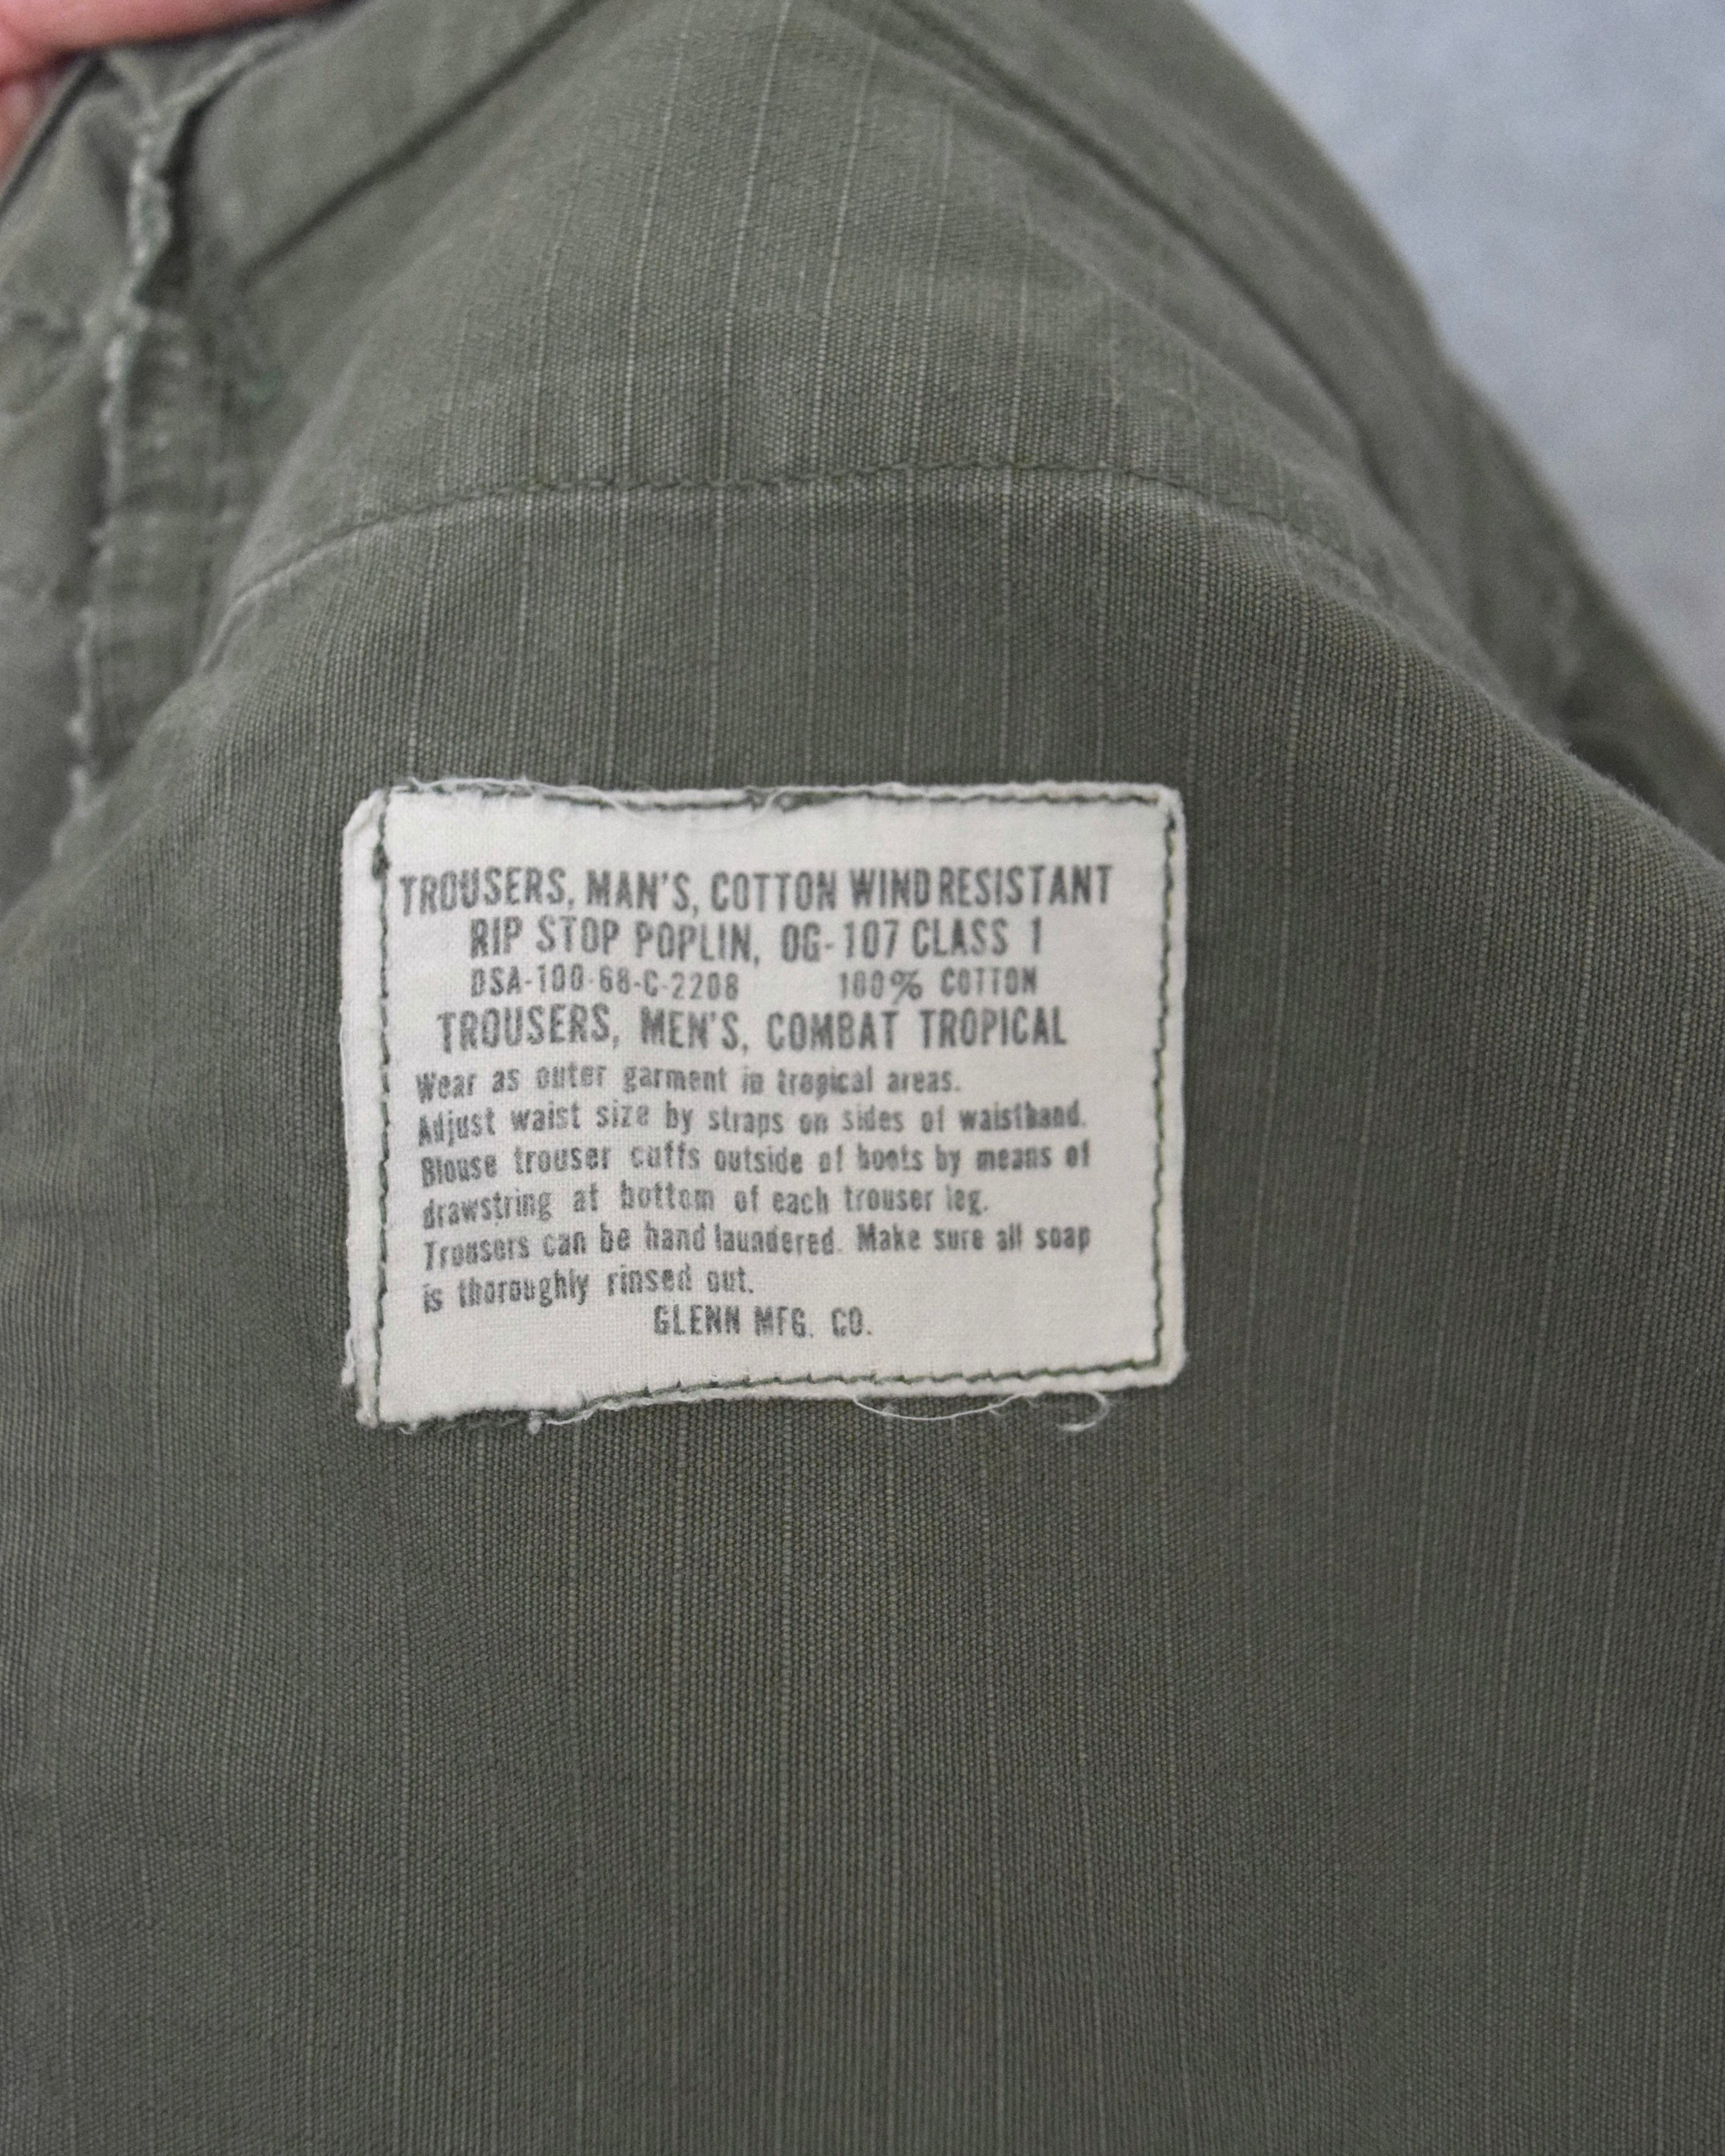 TROUSERS, MAN'S, COTTON WIND RESISTANT
RIP STOP POPLIN, OG-107 CLASS 1
DSA-100-68-C-2208 100% COTTON
TROUSERS, MEN'S, COMBAT TROPICAL
Wear as outer garment in tropical areas.
Adjust waist size by straps on sides of waistband.
Blouse trouser cuffs outside of boots by means of
drawstring at bottom of each trouser leg.
Trousers can be hand laundered. Make sure all soap
is thoroughly rinsed out.
GLENN MFG. CO.